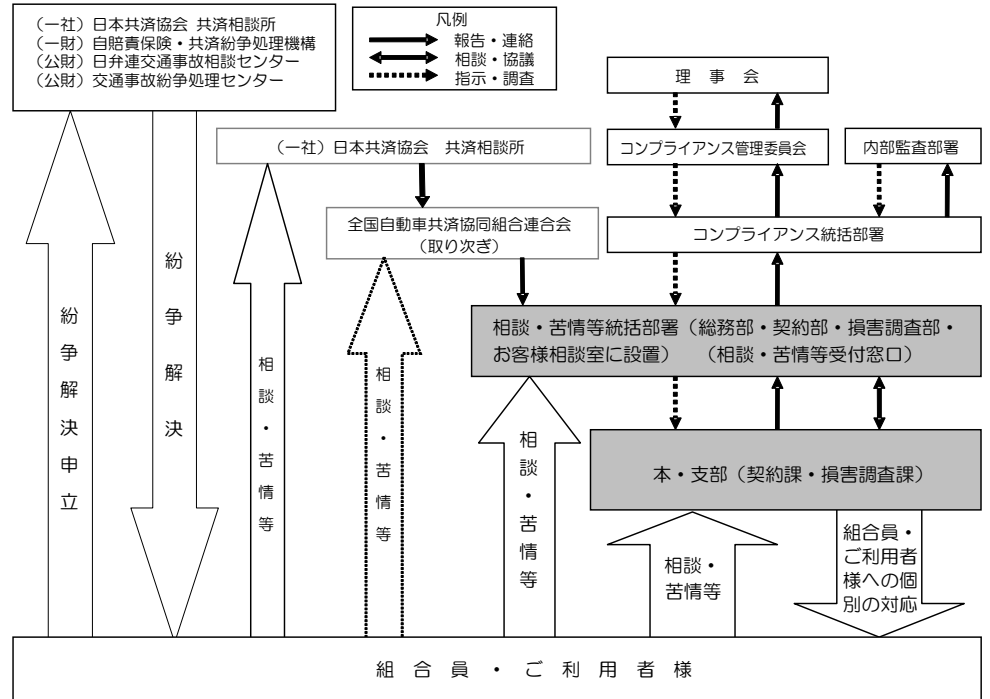 (一社)日本共済協会 共済相談所
(一財)自賠責保険・共済紛争処理機構
(公財)日弁連交通事故相談センター
(公財)交通事故紛争処理センター
凡例
報告・連絡
相談・協議
指示・調査
理事会
(一社)日本共済協会 共済相談所
コンプライアンス管理委員会
内部監査部署
全国自動車共済協同組合連合会
(取り次ぎ)
コンプライアンス統括部署
相談・苦情等統括部署(総務部・契約部・損害調査部・
お客様相談室に設置) (相談・苦情等受付窓口)
本・支部(契約課・損害調査課)
紛争解決申立
紛争解決
相談・苦情等
相談・苦情等
相談・苦情等
相談・
苦情等
組合員・
ご利用者
様への個
別の対応
組合員・ご利用者様